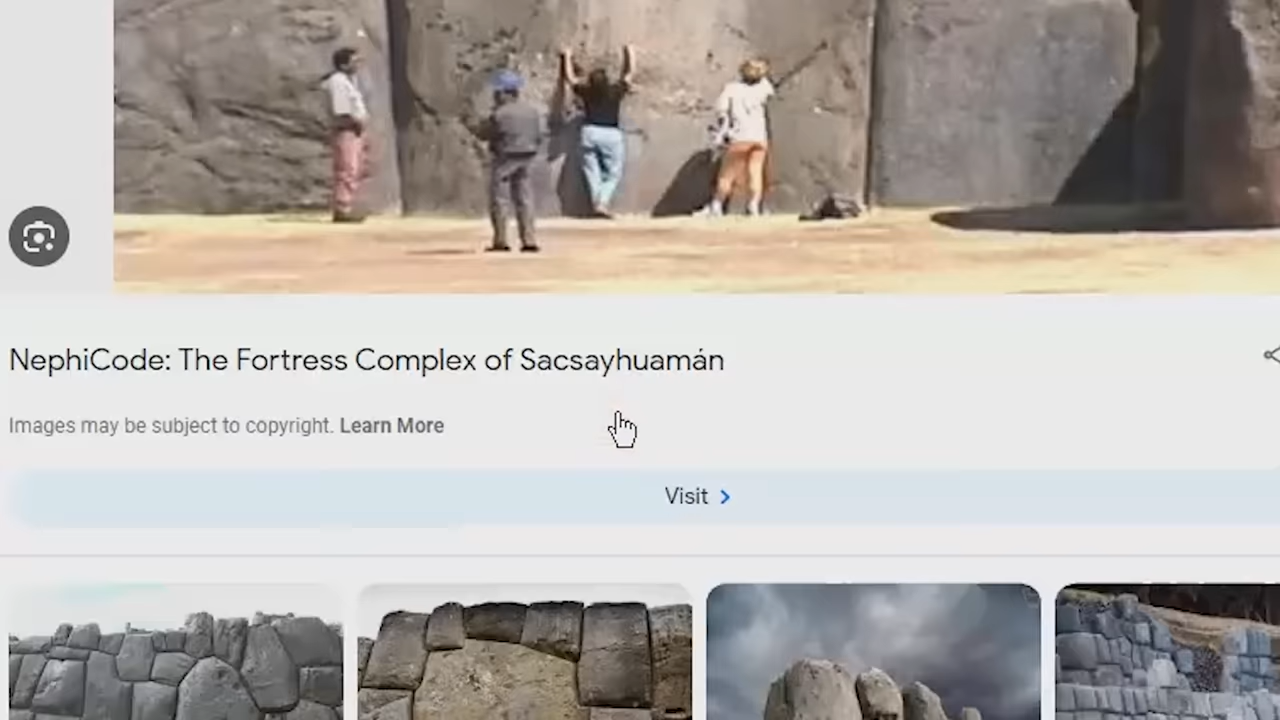 NephiCode: The Fortress Complex of Sacsayhuamán
Images may be subject to copyright. Learn More
Visit